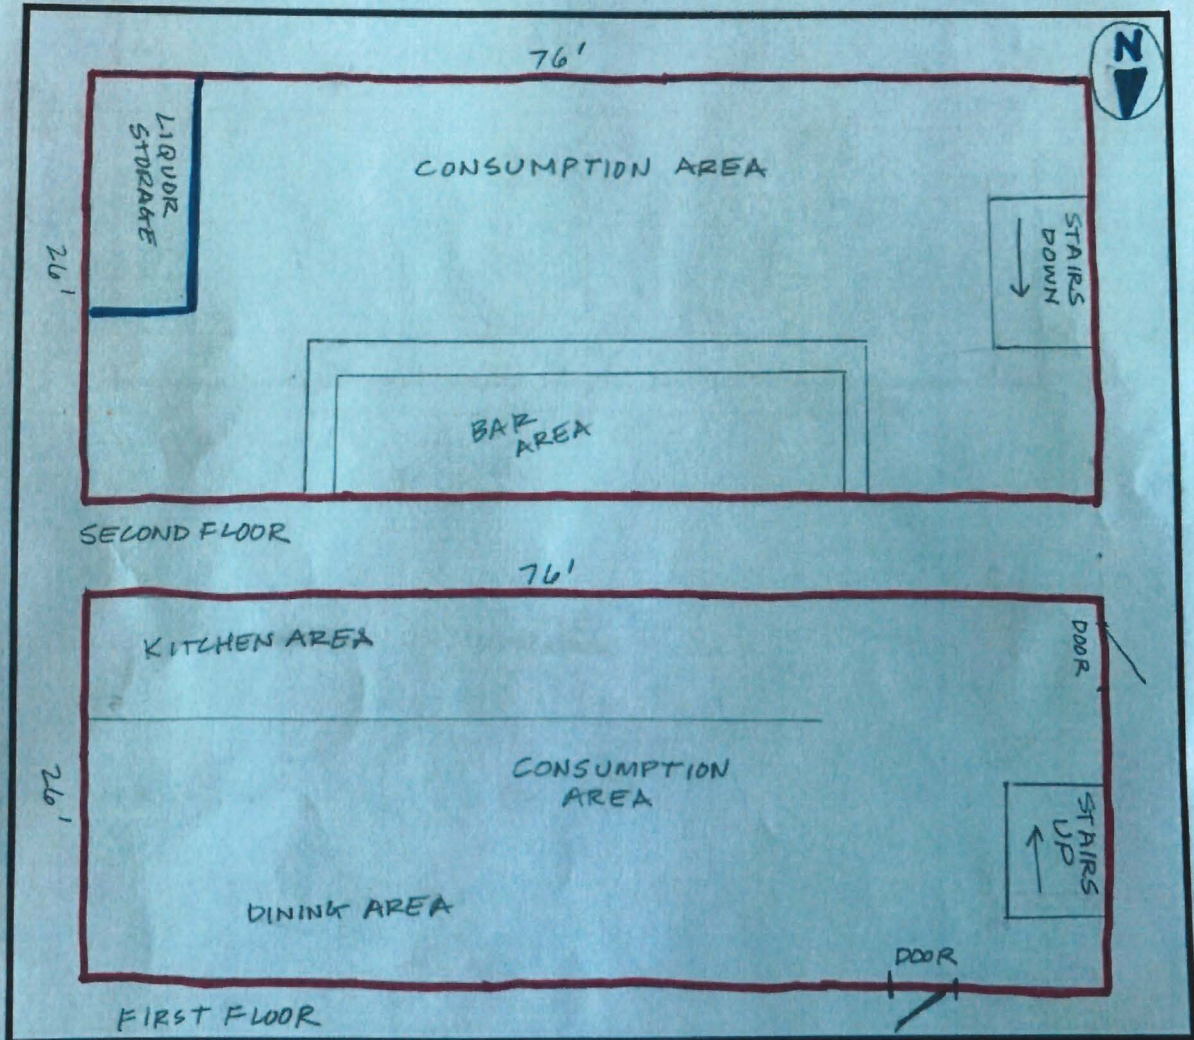 76'
N
LIQUOR
STORAGE
CONSUMPTION AREA
STAIRS
DOWN
26'
BAR
AREA
SECOND FLOOR
76'
KITCHEN AREA
DOOR
CONSUMPTION
AREA
STAIRS
UP
26'
DINING AREA
DOOR
FIRST FLOOR